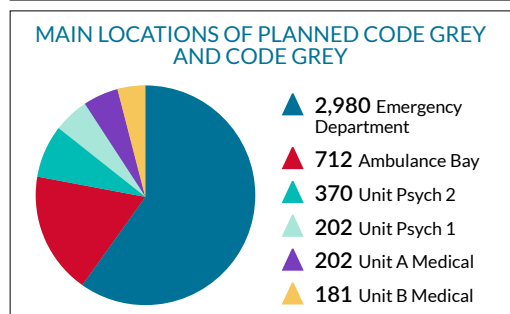 MAIN LOCATIONS OF PLANNED CODE GREY
AND CODE GREY
2,980 Emergency
Department
712 Ambulance Bay
370 Unit Psych 2
202 Unit Psych 1
202 Unit A Medical
181 Unit B Medical